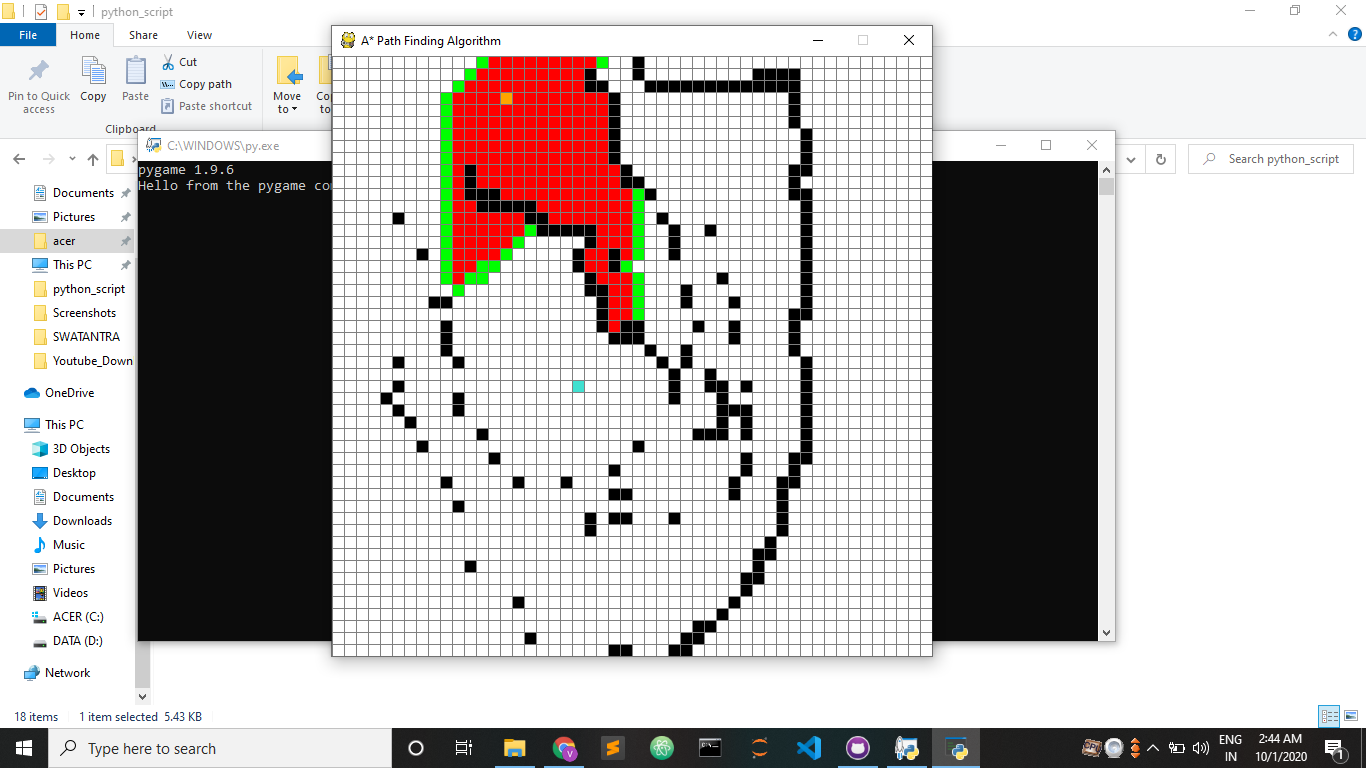 python_script
File Home Share View
Pin to Quick access
Copy
Paste
Cut
Copy path
Paste shortcut
Move to
Clipboard
A* Path Finding Algorithm
C:\WINDOWS\py.exe
pygame 1.9.6
Hello from the pygame
Search python_script
Documents
Pictures
acer
This PC
python_script
Screenshots
SWATANTRA
Youtube_Down
OneDrive
This PC
3D Objects
Desktop
Documents
Downloads
Music
Pictures
Videos
ACER (C:)
DATA (D:)
Network
18 items 1 item selected 5.43 KB
Type here to search
ENG
IN
2:44 AM
10/1/2020
1